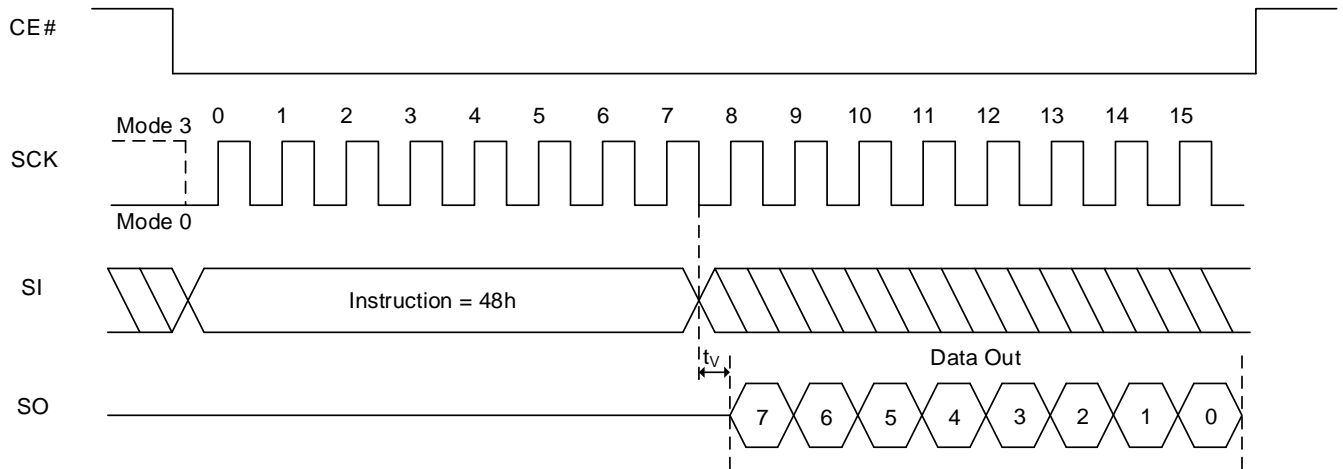 CE#
0 1 2 3 4 5 6 7 8 9 10 11 12 13 14 15
Mode 3
SCK
Mode 0
SI
Instruction = 48h
tV
Data Out
SO
7 6 5 4 3 2 1 0